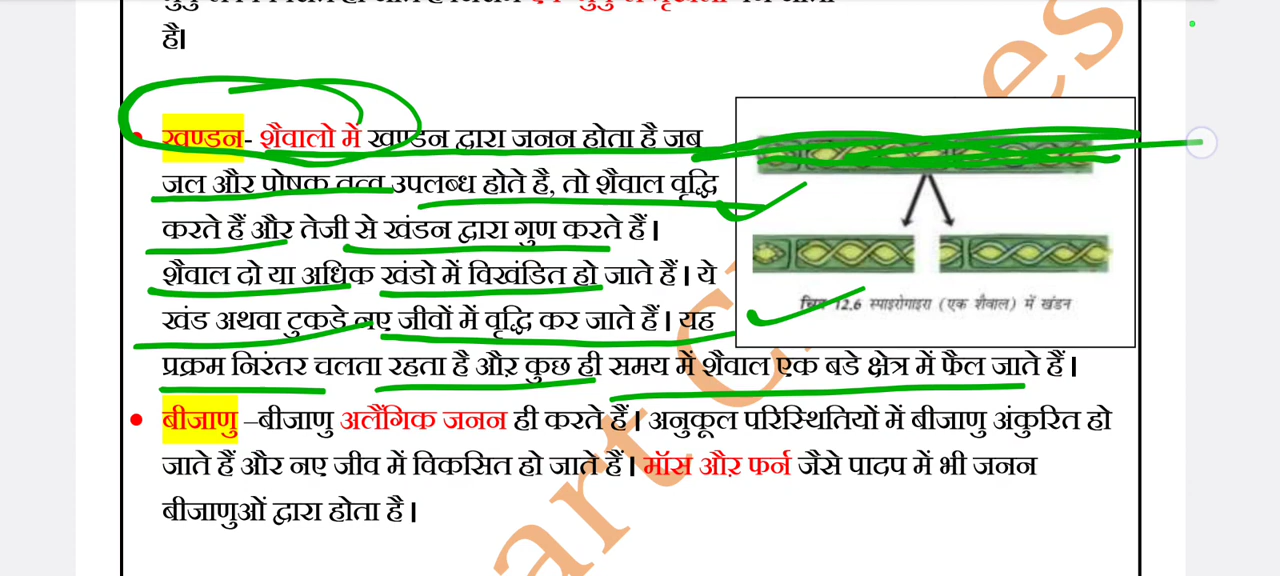 है।
खण्डन- शैवालो में खण्डन द्वारा जनन होता है जब
जल और पोषक तत्व उपलब्ध होते है, तो शैवाल वृद्धि
करते हैं और तेजी से खंडन द्वारा गुण करते हैं।
शैवाल दो या अधिक खंडो में विखंडित हो जाते हैं। ये
खंड अथवा टुकडे नए जीवों में वृद्धि कर जाते हैं। यह
प्रक्रम निरंतर चलता रहता है और कुछ ही समय में शैवाल एक बडे क्षेत्र में फैल जाते हैं।
चित्र 12.6 स्पाइरोगाइरा (एक शैवाल) में खंडन
बीजाणु –बीजाणु अलैंगिक जनन ही करते हैं। अनुकूल परिस्थितियों में बीजाणु अंकुरित हो
जाते हैं और नए जीव में विकसित हो जाते हैं। मॉस और फर्न जैसे पादप में भी जनन
बीजाणुओं द्वारा होता है।